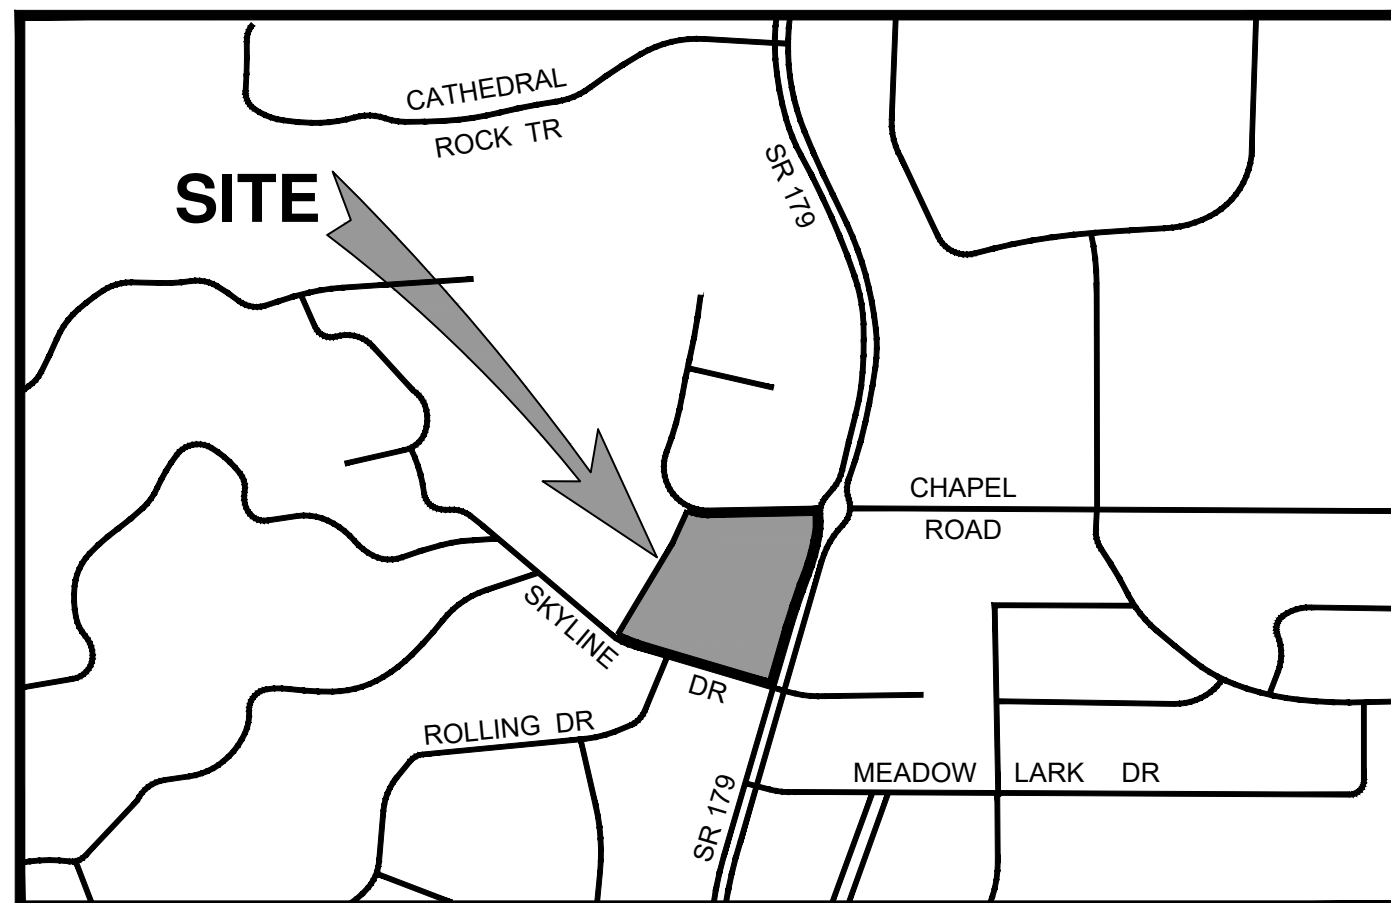 CATHEDRAL
ROCK TR
SR 179
SITE
CHAPEL
ROAD
SKYLINE
DR
ROLLING DR
MEADOW LARK DR
SR 179